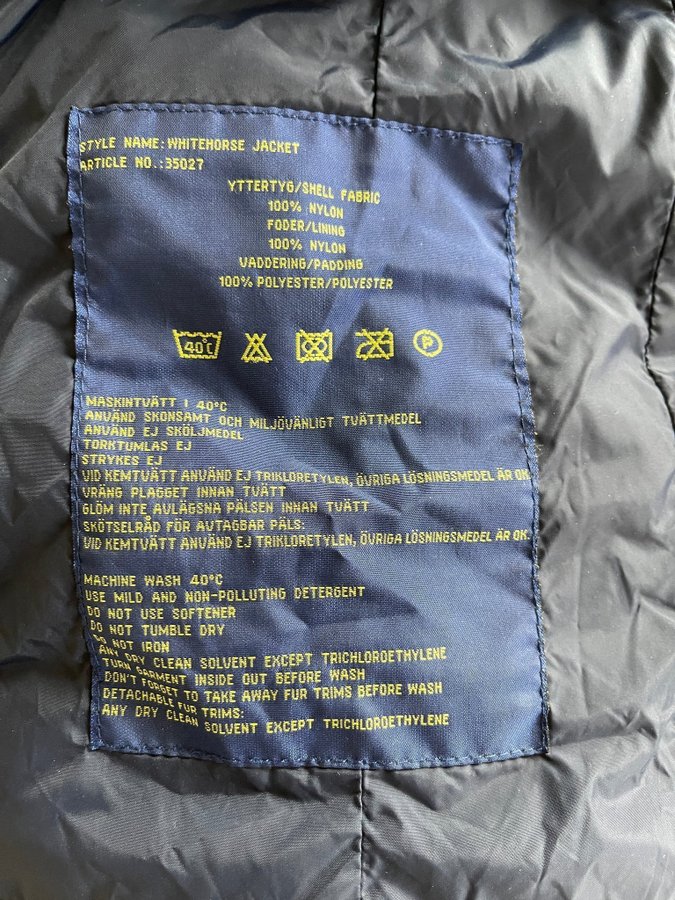 STYLE NAME: WHITEHORSE JACKET
ARTICLE NO.:35027
YTTERTYG/SHELL FABRIC
100% NYLON
FODER/LINING
100% NYLON
VADDERING/PADDING
100% POLYESTER/POLYESTER
40°C P
MASKINTVÄTT I 40°C
ANVÄND SKONSAMT OCH MILJÖVÄNLIGT TVÄTTMEDEL
ANVÄND EJ SKÖLJMEDEL
TORKTUMLAS EJ
STRYKES EJ
VID KEMTVÄTT ANVÄND EJ TRIKLORETYLEN, ÖVRIGA LÖSNINGSMEDEL ÄR OK.
VRÄNG PLAGGET INNAN TVÄTT
GLÖM INTE AVLÄGSNA PÄLSEN INNAN TVÄTT
SKÖTSELRÅD FÖR AVTAGBAR PÄLS:
VID KEMTVÄTT ANVÄND EJ TRIKLORETYLEN, ÖVRIGA LÖSNINGSMEDEL ÄR OK.
MACHINE WASH 40°C
USE MILD AND NON-POLLUTING DETERGENT
DO NOT USE SOFTENER
DO NOT TUMBLE DRY
DO NOT IRON
ANY DRY CLEAN SOLVENT EXCEPT TRICHLOROETHYLENE
TURN GARMENT INSIDE OUT BEFORE WASH
DON'T FORGET TO TAKE AWAY FUR TRIMS BEFORE WASH
DETACHABLE FUR TRIMS:
ANY DRY CLEAN SOLVENT EXCEPT TRICHLOROETHYLENE